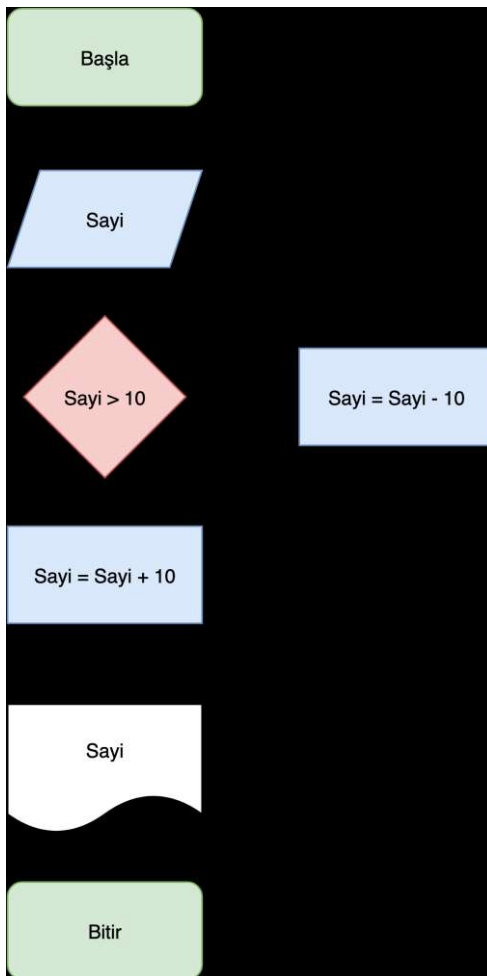 Başla
Sayi
Sayi > 10
Sayi = Sayi - 10
Sayi = Sayi + 10
Sayi
Bitir